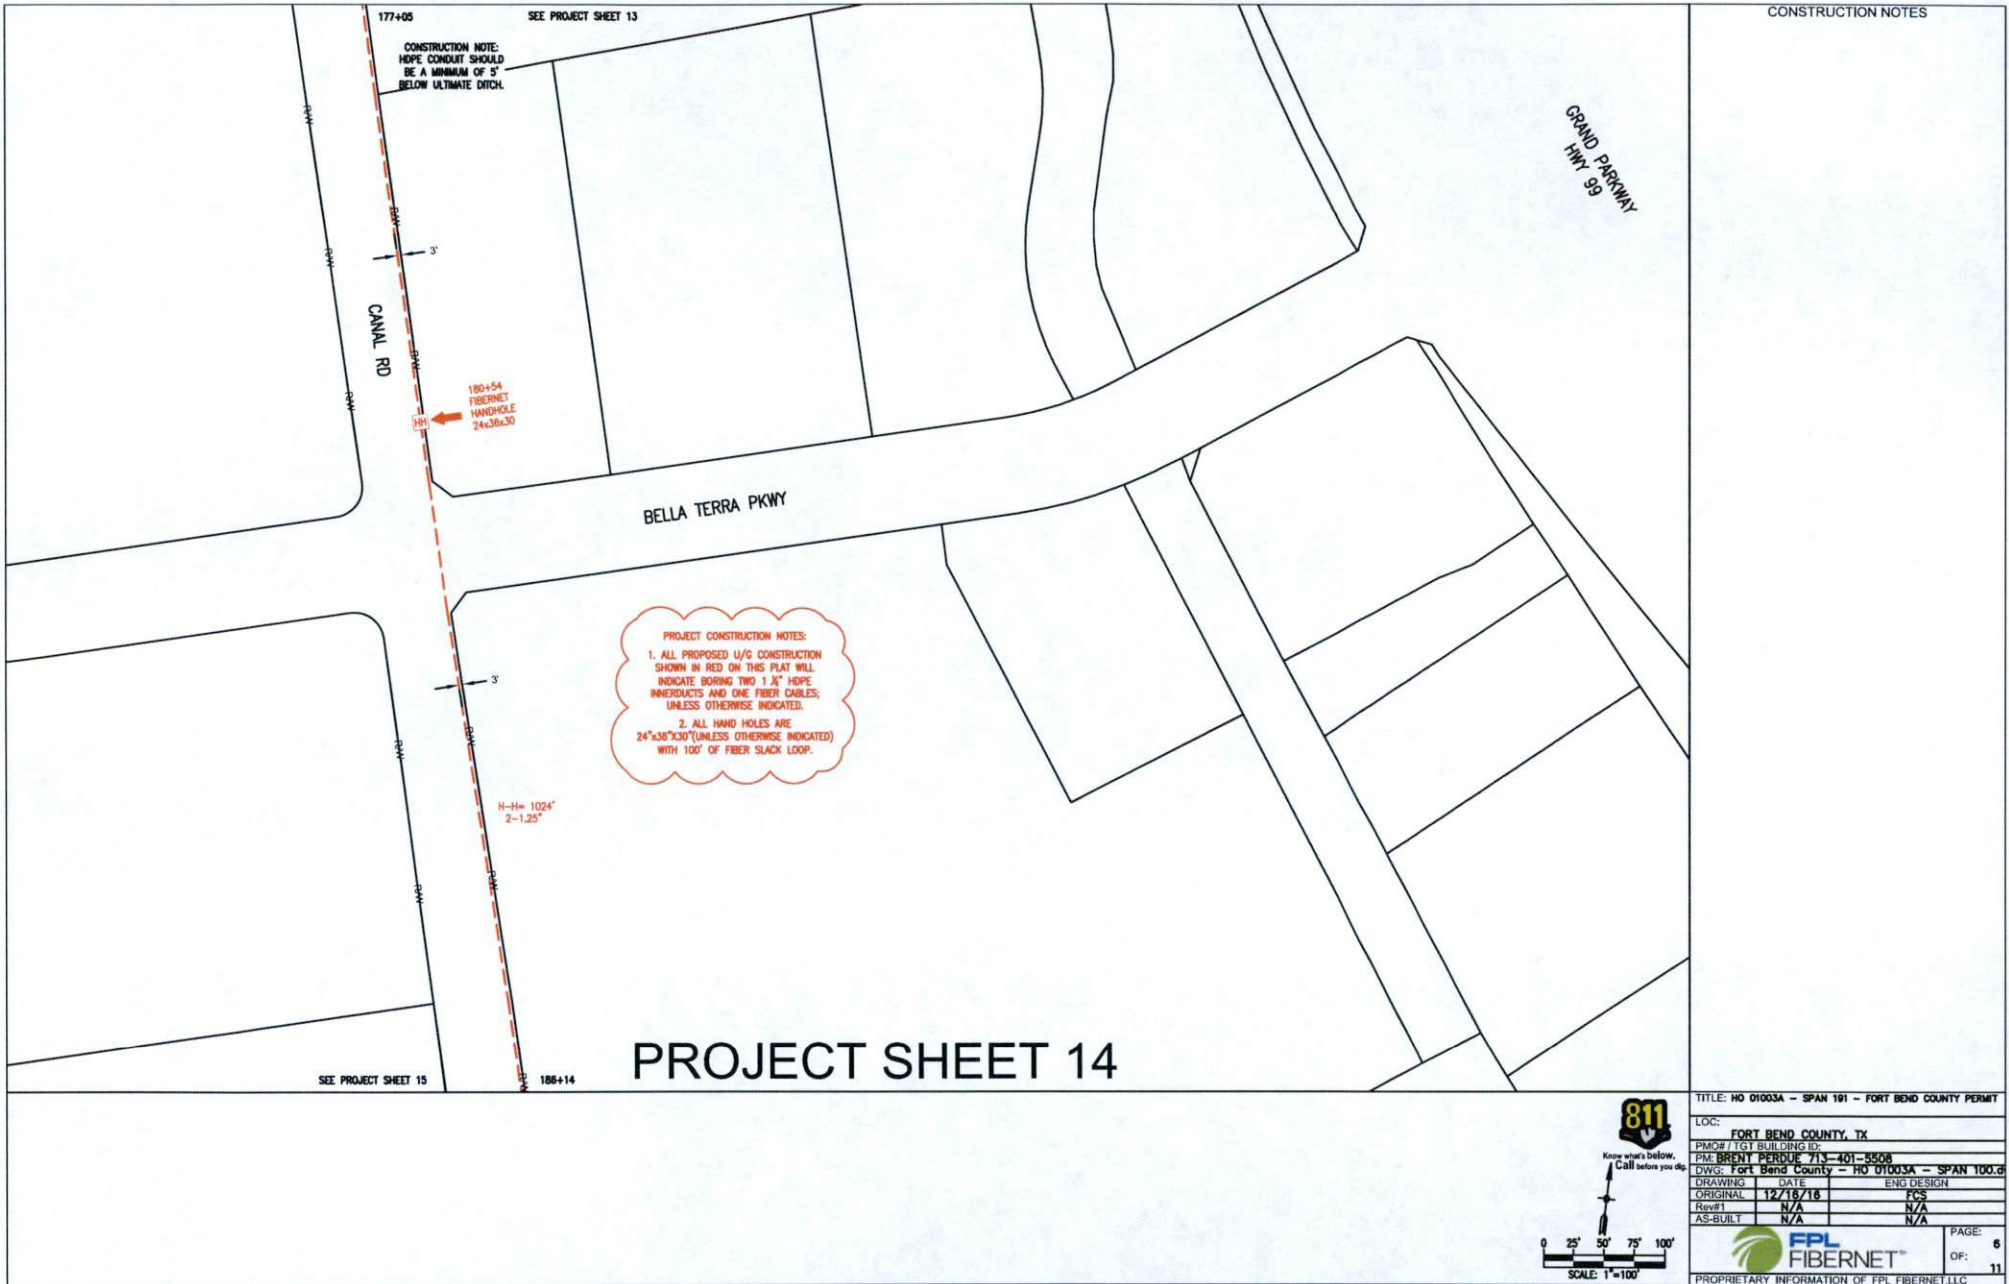 177+05
SEE PROJECT SHEET 13
CONSTRUCTION NOTES
CONSTRUCTION NOTE:
HDPE CONDUIT SHOULD
BE A MINIMUM OF 5'
BELOW ULTIMATE DITCH.
GRAND PARKWAY
HWY 99
R/W
R/W
R/W
R/W
R/W
3'
CANAL RD
HH
180+54
FIBERNET
HANDHOLE
24x36x30
BELLA TERRA PKWY
PROJECT CONSTRUCTION NOTES:
1. ALL PROPOSED U/G CONSTRUCTION
SHOWN IN RED ON THIS PLAT WILL
INDICATE BORING TWO 1 ¼" HDPE
INNERDUCTS AND ONE FIBER CABLES;
UNLESS OTHERWISE INDICATED.
2. ALL HAND HOLES ARE
24"x36"X30"(UNLESS OTHERWISE INDICATED)
WITH 100' OF FIBER SLACK LOOP.
3'
R/W
R/W
R/W
R/W
R/W
H-H= 1024'
2-1.25"
PROJECT SHEET 14
SEE PROJECT SHEET 15
186+14
811
Know what's below.
Call before you dig.
0 25' 50' 75' 100'
SCALE: 1"=100'
TITLE: HO 01003A - SPAN 191 - FORT BEND COUNTY PERMIT
LOC:
FORT BEND COUNTY, TX
PMO# / TGT BUILDING ID:
PM: BRENT PERDUE 713-401-5508
DWG: Fort Bend County - HO 01003A - SPAN 100.d
DRAWING DATE ENG DESIGN
ORIGINAL 12/16/16 FCS
Rev#1 N/A N/A
AS-BUILT N/A N/A
FPL
FIBERNET
PAGE:
6
OF:
11
PROPRIETARY INFORMATION OF FPL FIBERNET,LLC